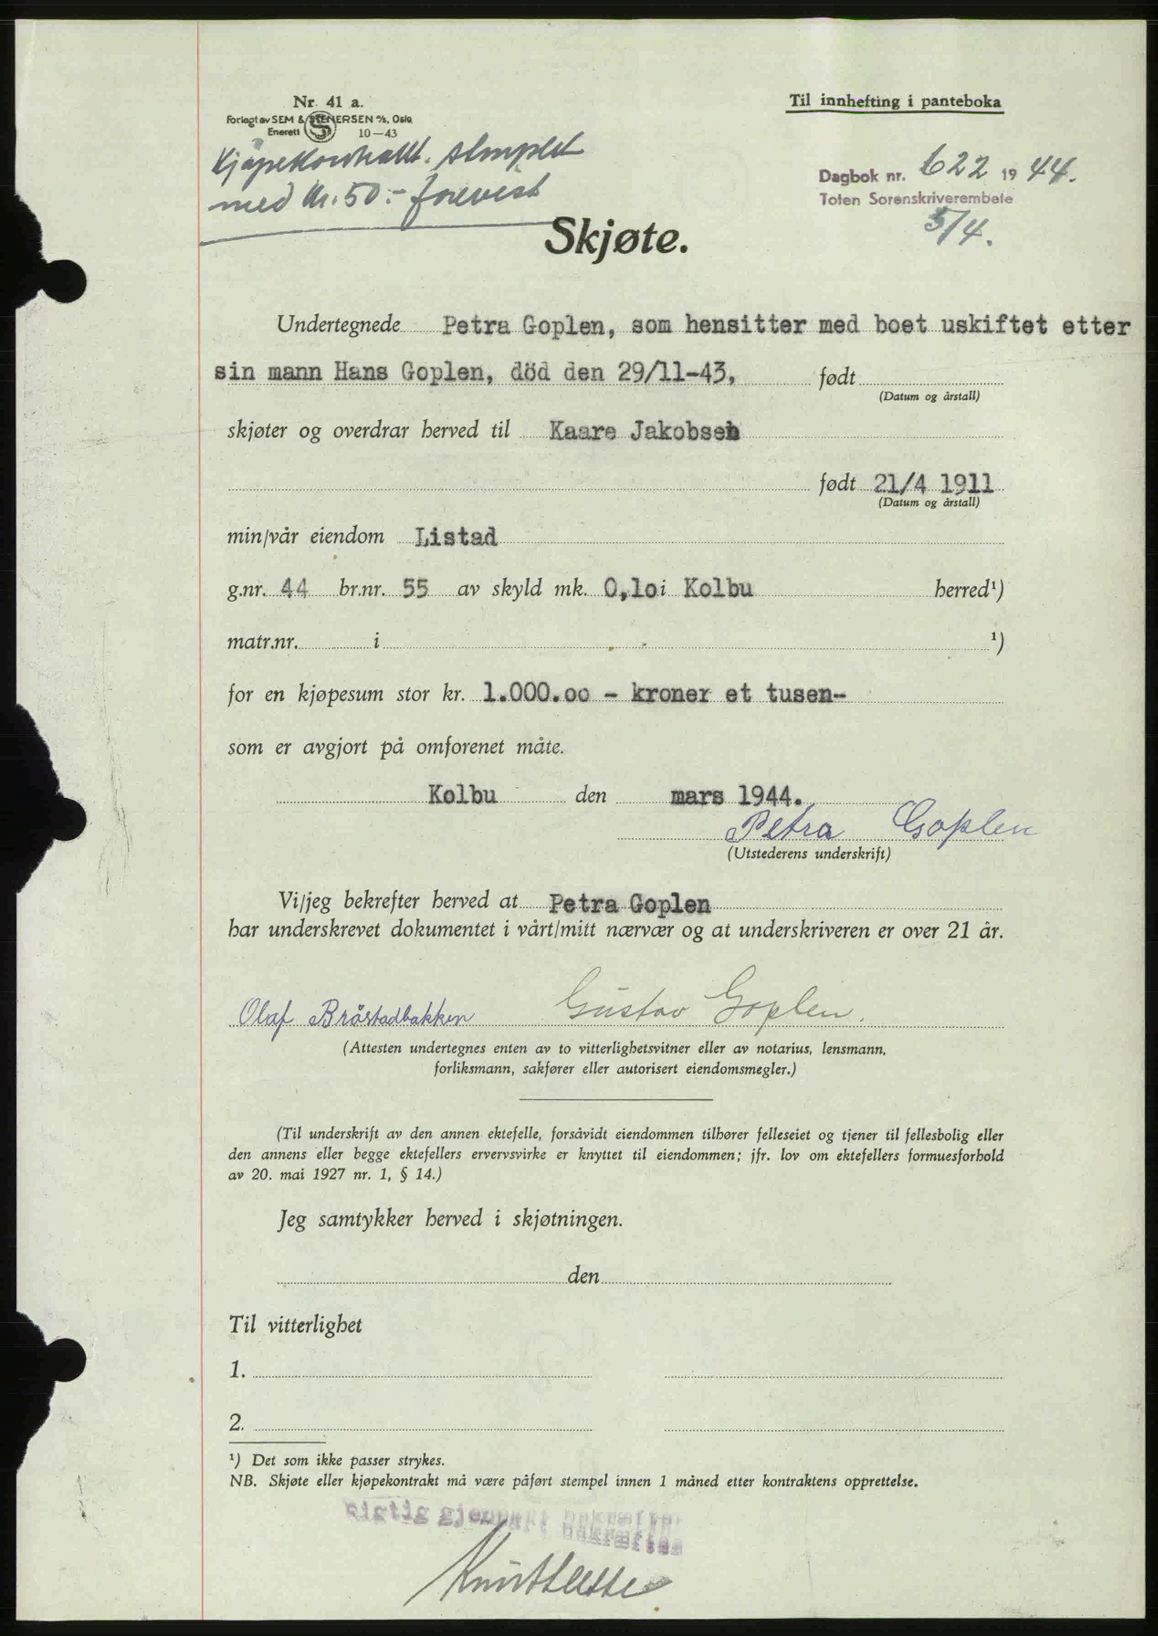 Nr. 41 a.
Forlagt av SEM & STENERSEN A/S, Oslo
Enerett 10—43
Til innhefting i panteboka
Kjøpekontrakt stemplet
med kr. 50:- forevist
Dagbok nr. 622 1944.
Toten Sorenskriverembete
5/4.
Skjøte.
Undertegnede Petra Goplen, som hensitter med boet uskiftet etter
sin mann Hans Goplen, död den 29/11-43, født
(Datum og årstall)
skjøter og overdrar herved til Kaare Jakobsen
født 21/4 1911
(Datum og årstall)
min/vår eiendom Listad
g.nr. 44 br.nr. 55 av skyld mk. 0,lo i Kolbu herred¹)
matr.nr. i ¹)
for en kjøpesum stor kr. 1.000.oo - kroner et tusen-
som er avgjort på omforenet måte.
Kolbu den mars 1944.
Petra Goplen
(Utstederens underskrift)
Vi/jeg bekrefter herved at Petra Goplen
har underskrevet dokumentet i vårt/mitt nærvær og at underskriveren er over 21 år.
Olaf Bråstadbakken Gustav Goplen.
(Attesten undertegnes enten av to vitterlighetsvitner eller av notarius, lensmann,
forliksmann, sakfører eller autorisert eiendomsmegler.)
(Til underskrift av den annen ektefelle, forsåvidt eiendommen tilhører felleseiet og tjener til fellesbolig eller
den annens eller begge ektefellers ervervsvirke er knyttet til eiendommen; jfr. lov om ektefellers formuesforhold
av 20. mai 1927 nr. 1, § 14.)
Jeg samtykker herved i skjøtningen.
den
Til vitterlighet
1.
2.
¹) Det som ikke passer strykes.
NB. Skjøte eller kjøpekontrakt må være påført stempel innen 1 måned etter kontraktens opprettelse.
rigtig gjenpart bekræftes
bekræftes